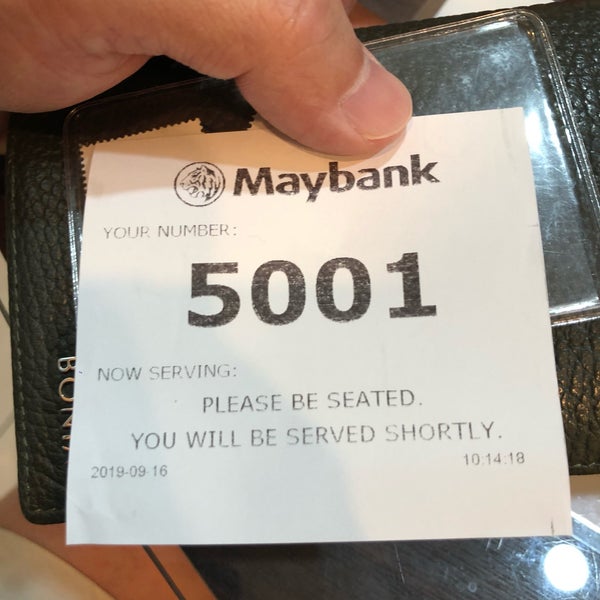 Maybank
YOUR NUMBER:
5001
NOW SERVING:
PLEASE BE SEATED.
YOU WILL BE SERVED SHORTLY.
2019-09-16 10:14:18